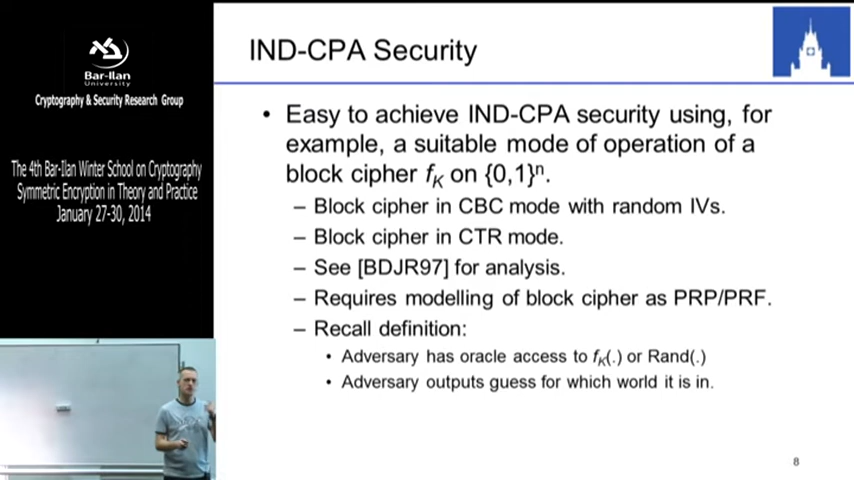 Bar-Ilan
University
Cryptography & Security Research Group
The 4th Bar-Ilan Winter School on Cryptography
Symmetric Encryption in Theory and Practice
January 27-30, 2014
IND-CPA Security
• Easy to achieve IND-CPA security using, for
example, a suitable mode of operation of a
block cipher fK on {0,1}n.
– Block cipher in CBC mode with random IVs.
– Block cipher in CTR mode.
– See [BDJR97] for analysis.
– Requires modelling of block cipher as PRP/PRF.
– Recall definition:
• Adversary has oracle access to fK(.) or Rand(.)
• Adversary outputs guess for which world it is in.
8